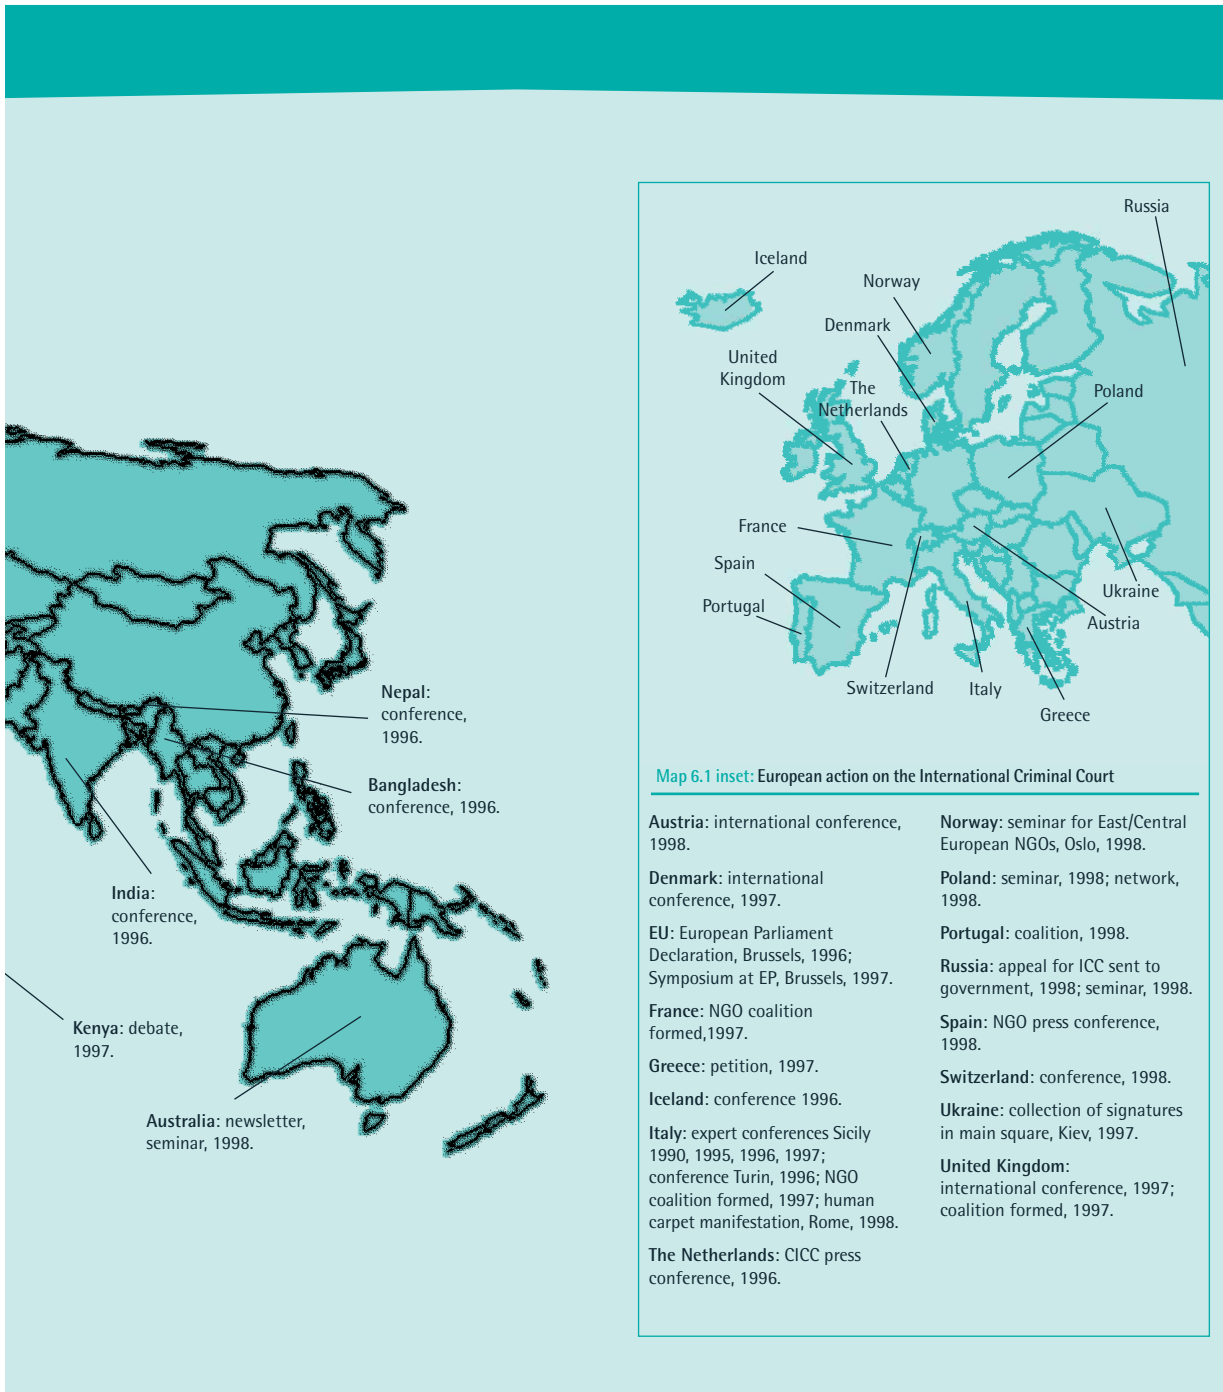 Nepal:
conference,
1996.
Bangladesh:
conference, 1996.
India:
conference,
1996.
Kenya: debate,
1997.
Australia: newsletter,
seminar, 1998.
Russia
Iceland
Norway
Denmark
United
Kingdom
The
Netherlands
Poland
France
Spain
Portugal
Ukraine
Austria
Switzerland
Italy
Greece
Map 6.1 inset: European action on the International Criminal Court
Austria: international conference,
1998.
Denmark: international
conference, 1997.
EU: European Parliament
Declaration, Brussels, 1996;
Symposium at EP, Brussels, 1997.
France: NGO coalition
formed,1997.
Greece: petition, 1997.
Iceland: conference 1996.
Italy: expert conferences Sicily
1990, 1995, 1996, 1997;
conference Turin, 1996; NGO
coalition formed, 1997; human
carpet manifestation, Rome, 1998.
The Netherlands: CICC press
conference, 1996.
Norway: seminar for East/Central
European NGOs, Oslo, 1998.
Poland: seminar, 1998; network,
1998.
Portugal: coalition, 1998.
Russia: appeal for ICC sent to
government, 1998; seminar, 1998.
Spain: NGO press conference,
1998.
Switzerland: conference, 1998.
Ukraine: collection of signatures
in main square, Kiev, 1997.
United Kingdom:
international conference, 1997;
coalition formed, 1997.